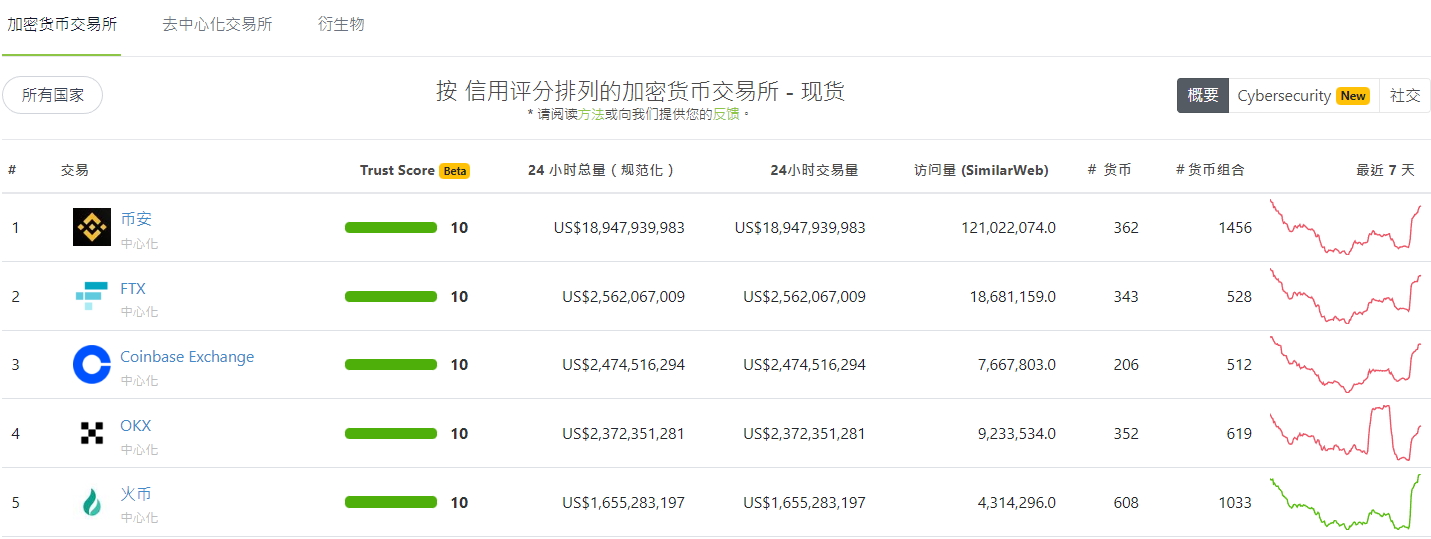 加密货币交易所 去中心化交易所 衍生物
所有国家
按 信用评分排列的加密货币交易所 - 现货
* 请阅读方法或向我们提供您的反馈。
概要 Cybersecurity New 社交
# 交易 Trust Score Beta 24 小时总量（规范化） 24小时交易量 访问量 (SimilarWeb) # 货币 # 货币组合 最近 7 天
1 币安 10 US$18,947,939,983 US$18,947,939,983 121,022,074.0 362 1456
中心化
2 FTX 10 US$2,562,067,009 US$2,562,067,009 18,681,159.0 343 528
中心化
3 Coinbase Exchange 10 US$2,474,516,294 US$2,474,516,294 7,667,803.0 206 512
中心化
4 OKX 10 US$2,372,351,281 US$2,372,351,281 9,233,534.0 352 619
中心化
5 火币 10 US$1,655,283,197 US$1,655,283,197 4,314,296.0 608 1033
中心化